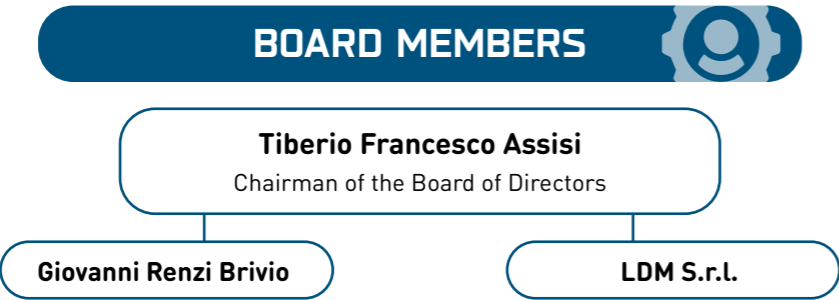 BOARD MEMBERS
Tiberio Francesco Assisi
Chairman of the Board of Directors
Giovanni Renzi Brivio
LDM S.r.l.